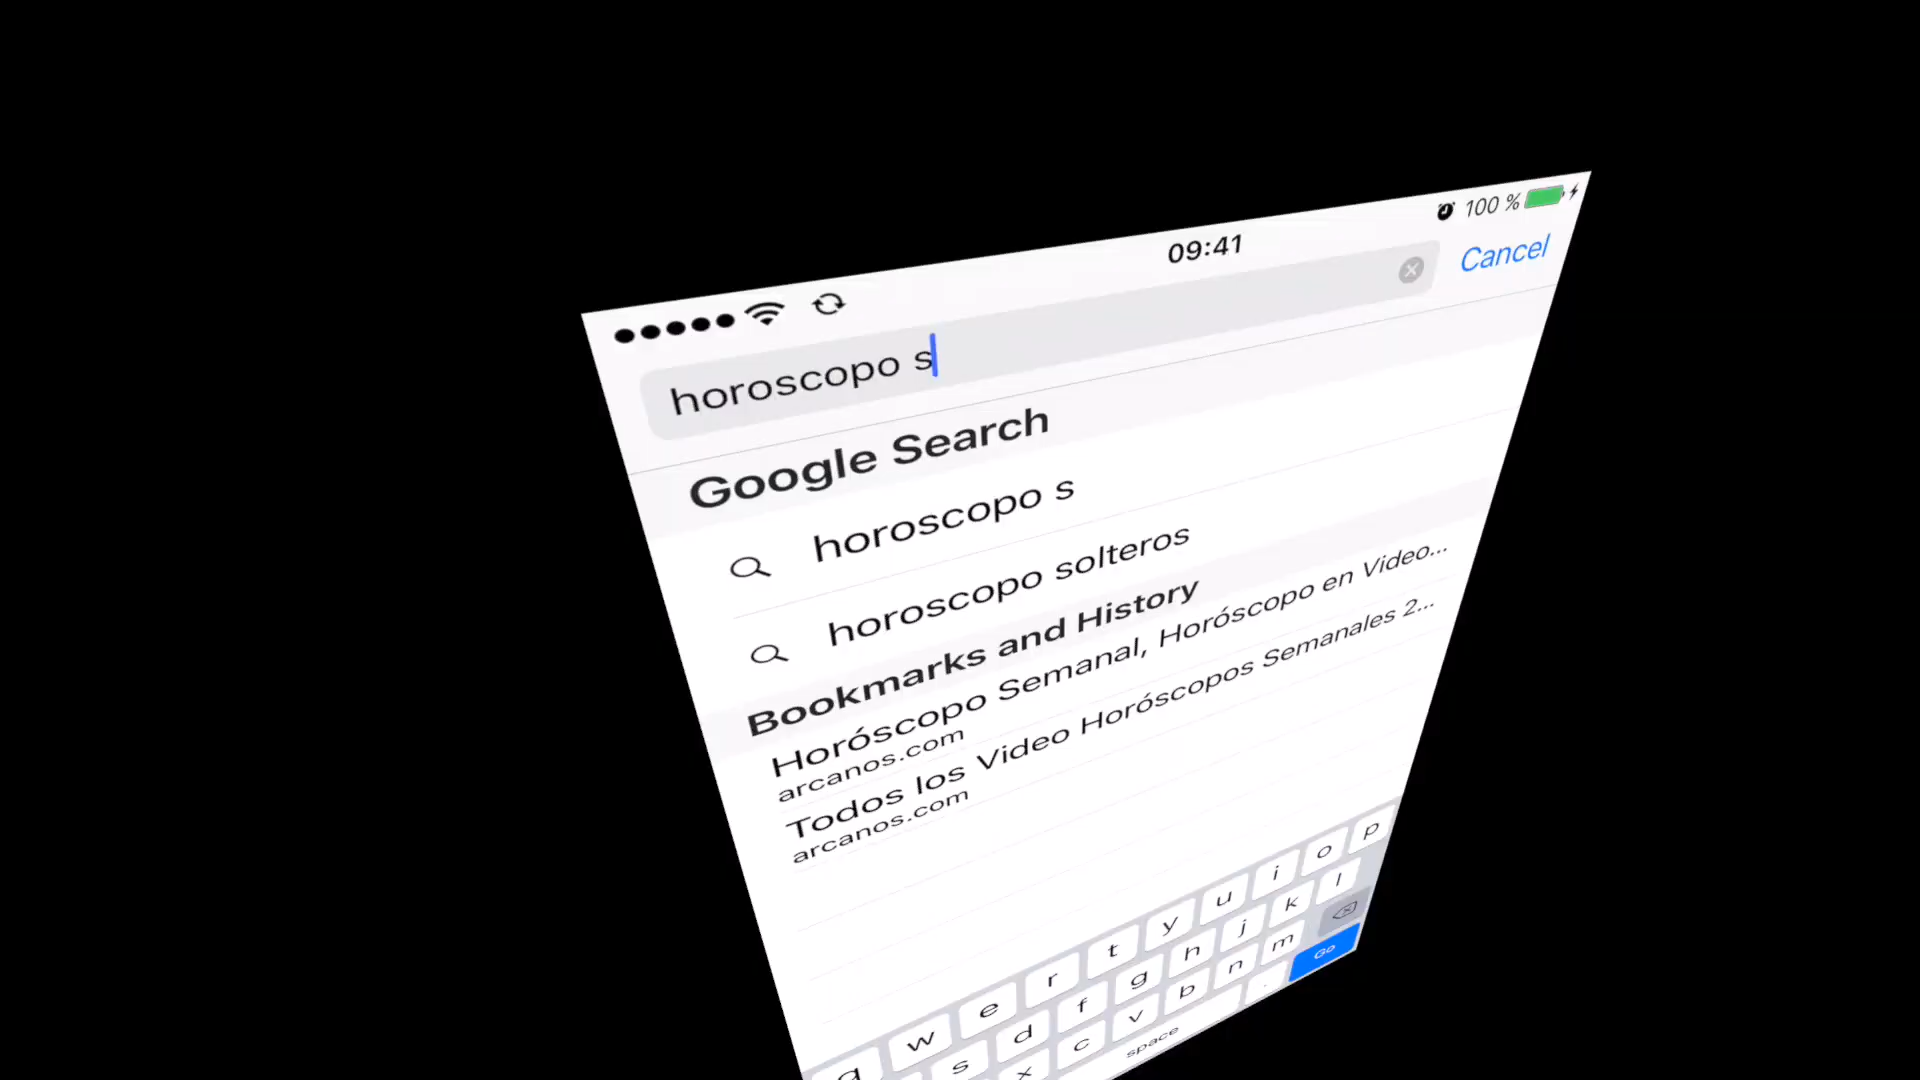 09:41
100 %
horoscopo s
Cancel
Google Search
horoscopo s
horoscopo solteros
Bookmarks and History
Horóscopo Semanal, Horóscopo en Video...
arcanos.com
Todos los Video Horóscopos Semanales 2...
arcanos.com
q w e r t y u i o p
s d f g h j k l
x c v b n m
space . Go